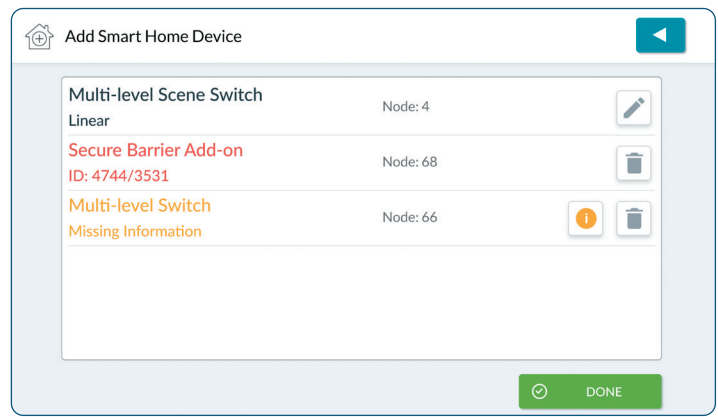 Add Smart Home Device
Multi-level Scene Switch
Linear
Node: 4
Secure Barrier Add-on
ID: 4744/3531
Node: 68
Multi-level Switch
Missing Information
Node: 66
i
DONE